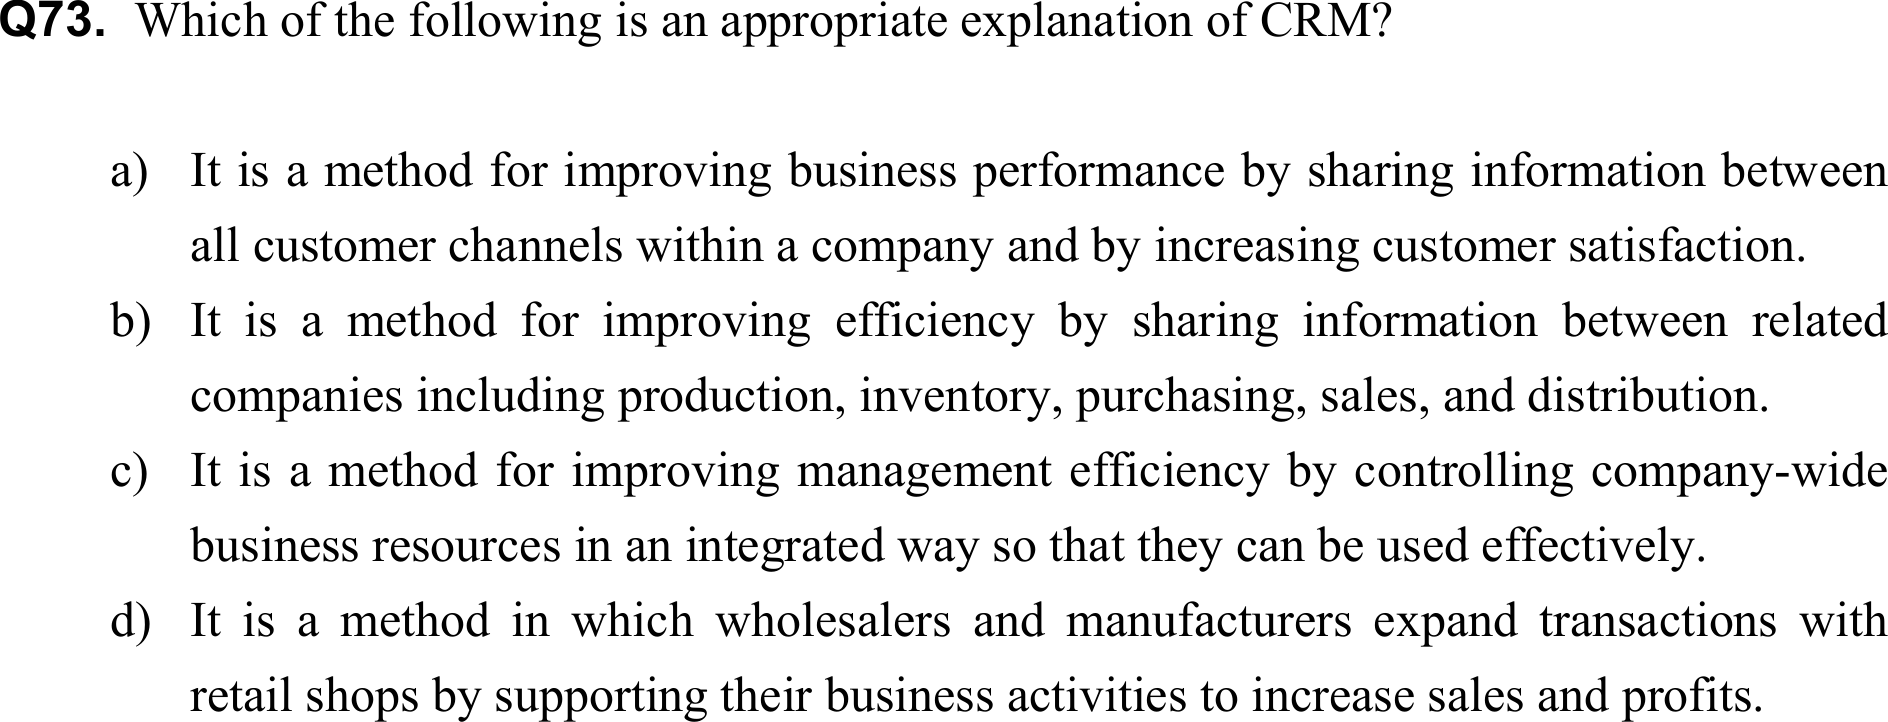 Q73. Which of the following is an appropriate explanation of CRM?
a) It is a method for improving business performance by sharing information between
all customer channels within a company and by increasing customer satisfaction.
b) It is a method for improving efficiency by sharing information between related
companies including production, inventory, purchasing, sales, and distribution.
c) It is a method for improving management efficiency by controlling company-wide
business resources in an integrated way so that they can be used effectively.
d) It is a method in which wholesalers and manufacturers expand transactions with
retail shops by supporting their business activities to increase sales and profits.